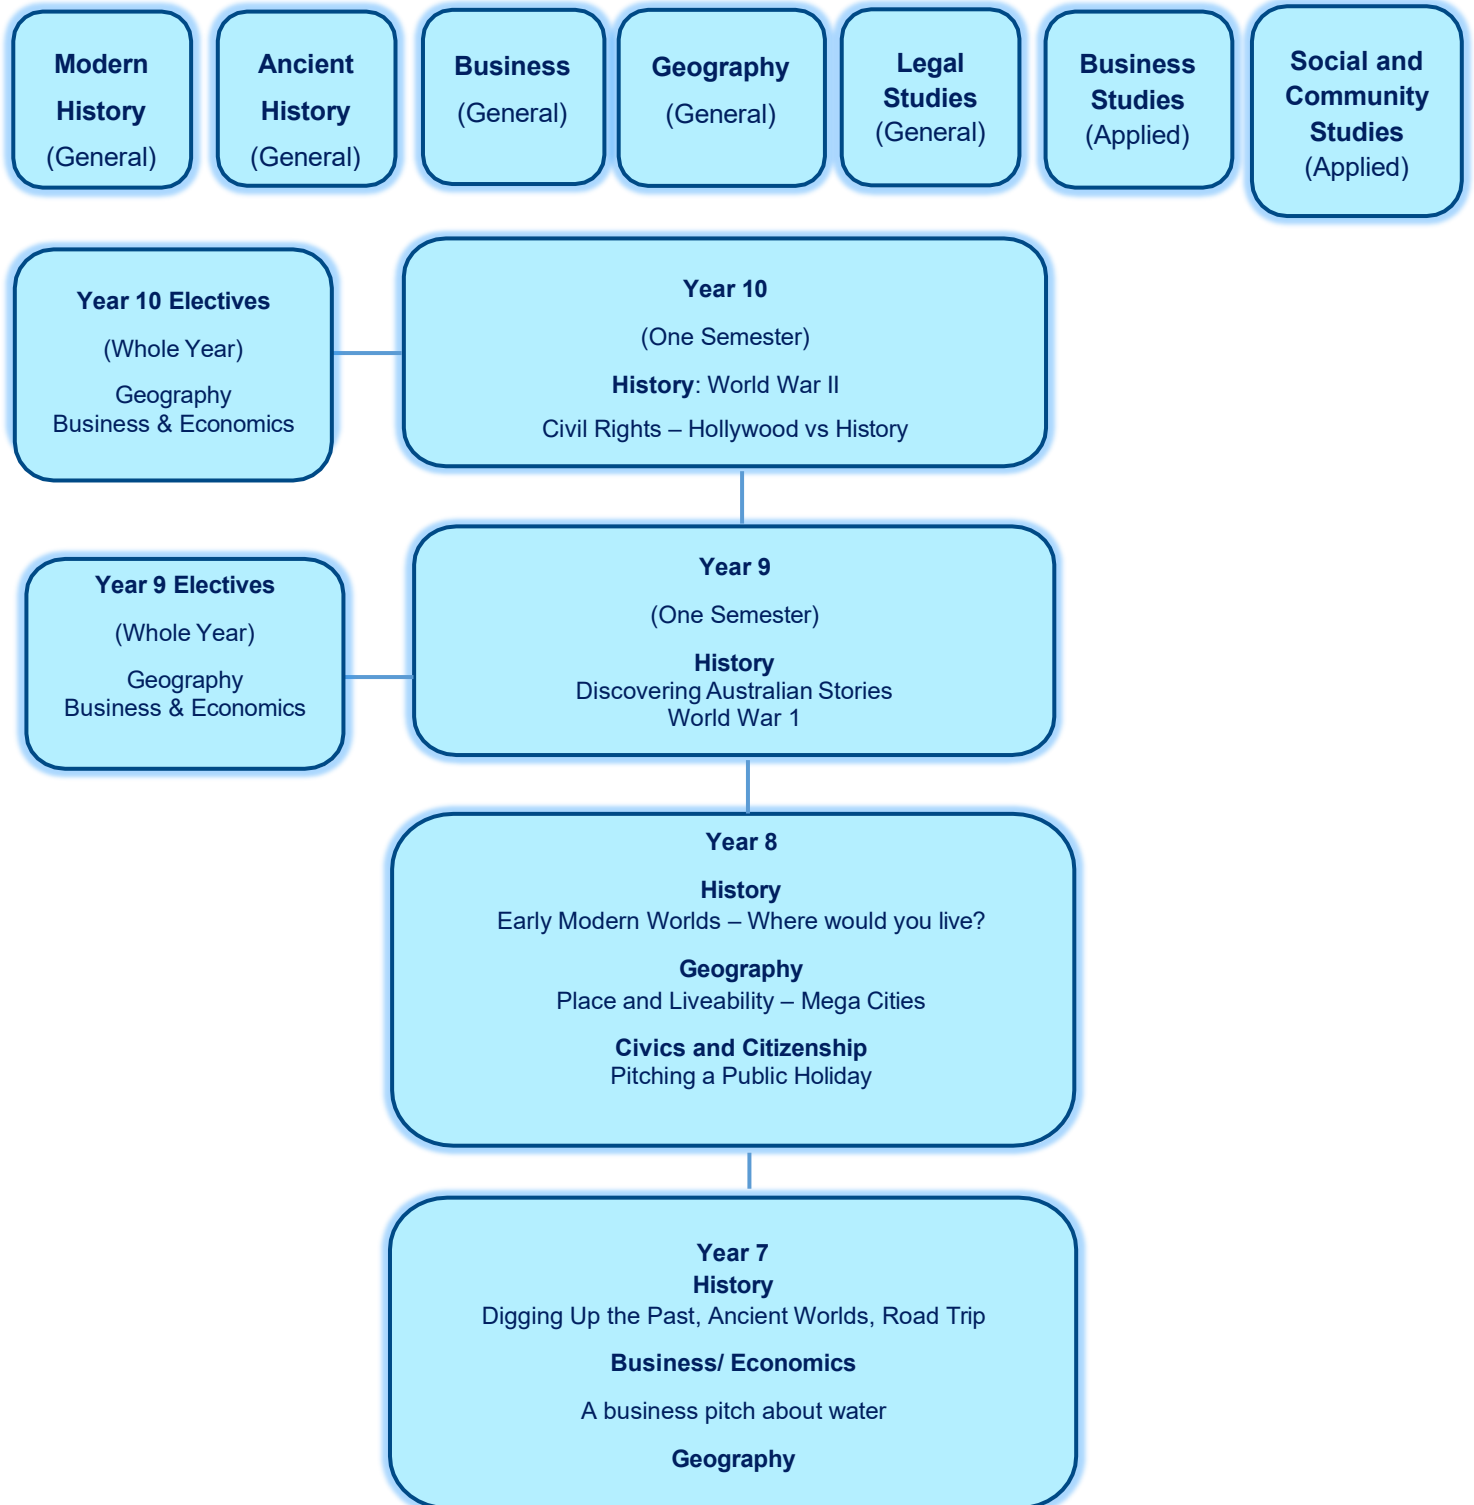 Modern
History
(General)
Ancient
History
(General)
Business
(General)
Geography
(General)
Legal
Studies
(General)
Business
Studies
(Applied)
Social and
Community
Studies
(Applied)
Year 10 Electives
(Whole Year)
Geography
Business & Economics
Year 10
(One Semester)
History: World War II
Civil Rights – Hollywood vs History
Year 9 Electives
(Whole Year)
Geography
Business & Economics
Year 9
(One Semester)
History
Discovering Australian Stories
World War 1
Year 8
History
Early Modern Worlds – Where would you live?
Geography
Place and Liveability – Mega Cities
Civics and Citizenship
Pitching a Public Holiday
Year 7
History
Digging Up the Past, Ancient Worlds, Road Trip
Business/ Economics
A business pitch about water
Geography